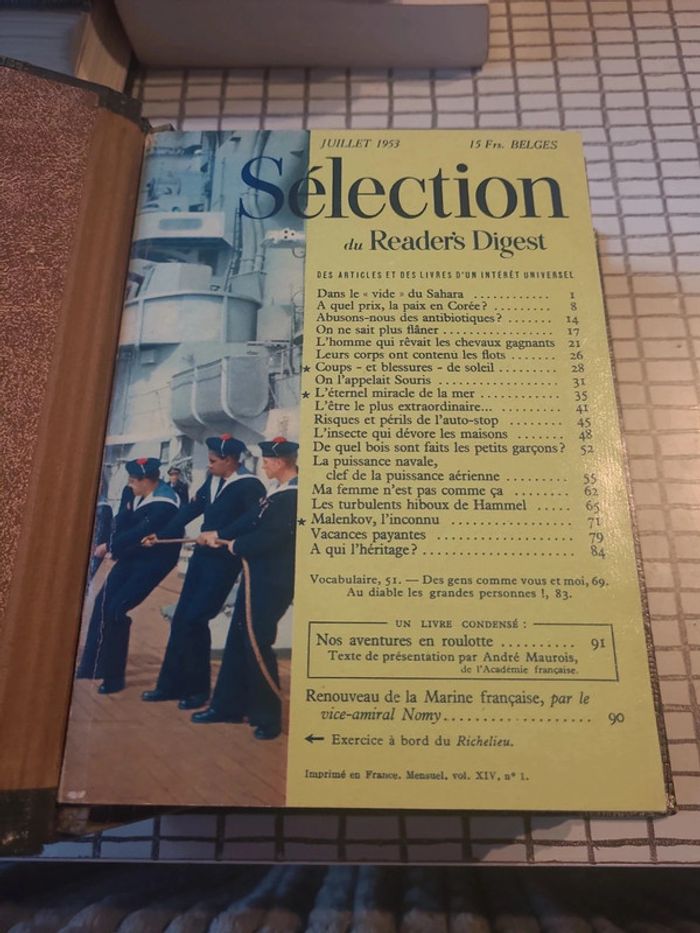 JUILLET 1953 15 Frs. BELGES
Sélection
du Reader's Digest
DES ARTICLES ET DES LIVRES D'UN INTÉRÊT UNIVERSEL
Dans le « vide » du Sahara ............ 1
A quel prix, la paix en Corée? ......... 8
Abusons-nous des antibiotiques? ....... 14
On ne sait plus flâner ................. 17
L'homme qui rêvait les chevaux gagnants 21
Leurs corps ont contenu les flots ....... 26
★ Coups - et blessures - de soleil ......... 28
On l'appelait Souris .................. 31
★ L'éternel miracle de la mer ............ 35
L'être le plus extraordinaire... ......... 41
Risques et périls de l'auto-stop ........ 45
L'insecte qui dévore les maisons ....... 48
De quel bois sont faits les petits garçons? 52
La puissance navale,
clef de la puissance aérienne ......... 55
Ma femme n'est pas comme ça ........ 62
Les turbulents hiboux de Hammel ..... 65
★ Malenkov, l'inconnu .................. 71
Vacances payantes ................... 79
A qui l'héritage? ...................... 84
Vocabulaire, 51. — Des gens comme vous et moi, 69.
Au diable les grandes personnes !, 83.
UN LIVRE CONDENSÉ :
Nos aventures en roulotte .......... 91
Texte de présentation par André Maurois,
de l'Académie française.
Renouveau de la Marine française, par le
vice-amiral Nomy..................... 90
← Exercice à bord du Richelieu.
Imprimé en France. Mensuel, vol. XIV, n° 1.